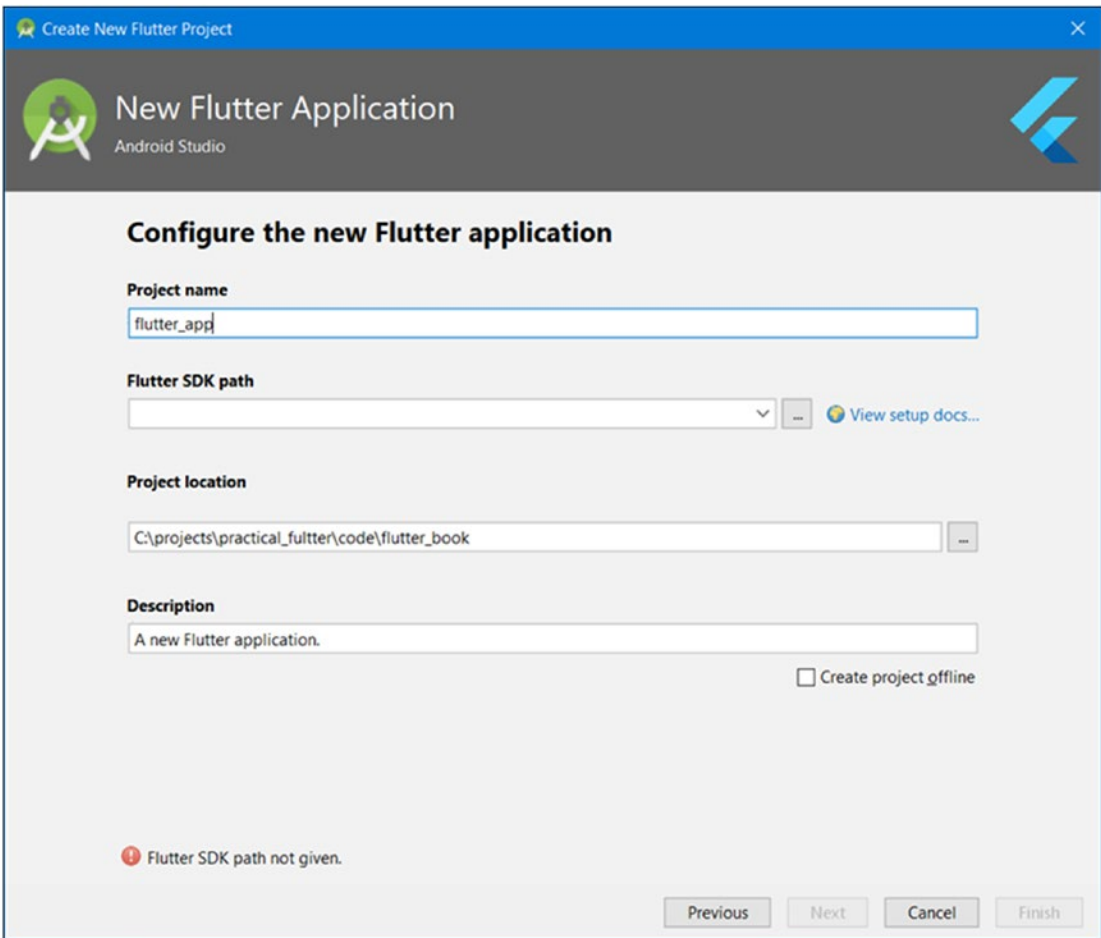 Create New Flutter Project
New Flutter Application
Android Studio
Configure the new Flutter application
Project name
flutter_app
Flutter SDK path
... View setup docs...
Project location
C:\projects\practical_fultter\code\flutter_book ...
Description
A new Flutter application.
Create project offline
Flutter SDK path not given.
Previous Next Cancel Finish